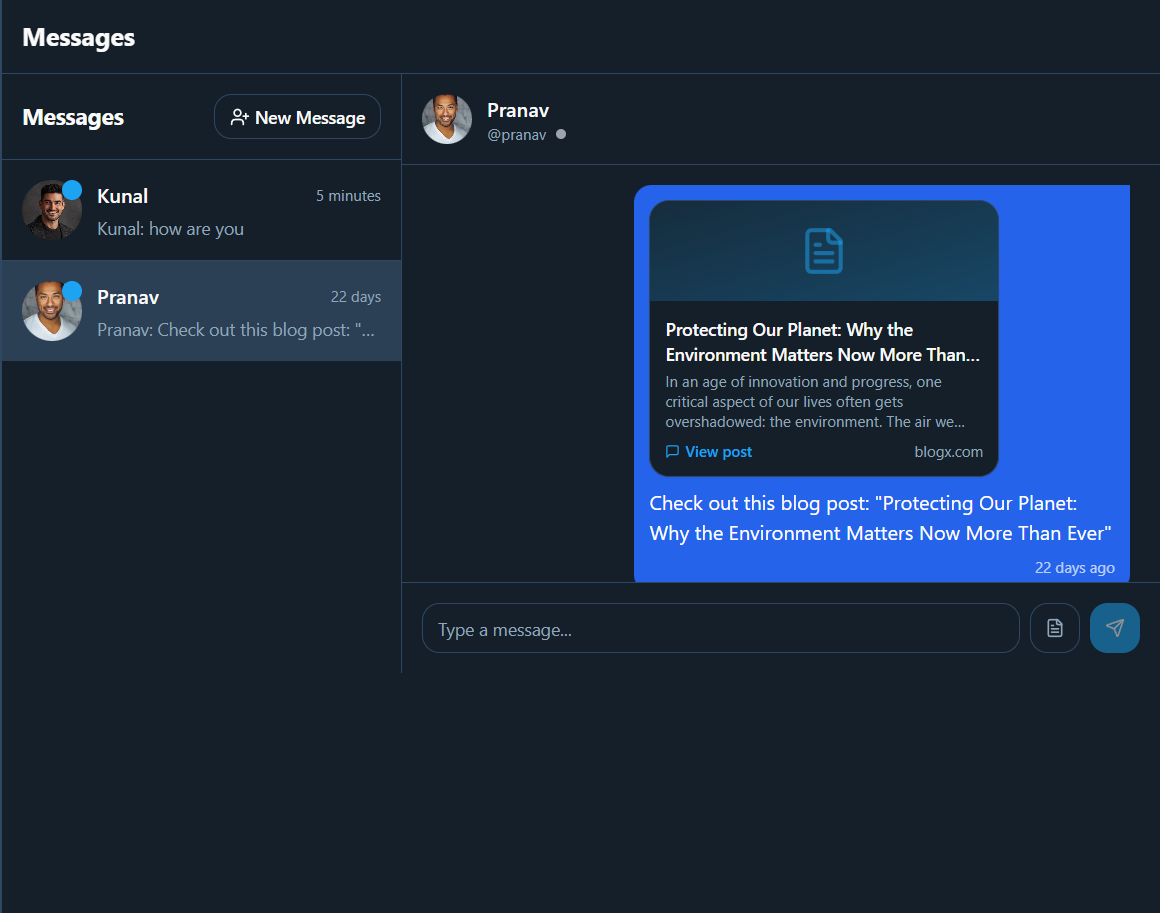 Messages
Messages
New Message
Kunal
5 minutes
Kunal: how are you
Pranav
22 days
Pranav: Check out this blog post: "...
Pranav
@pranav
Protecting Our Planet: Why the
Environment Matters Now More Than...
In an age of innovation and progress, one
critical aspect of our lives often gets
overshadowed: the environment. The air we...
View post
blogx.com
Check out this blog post: "Protecting Our Planet:
Why the Environment Matters Now More Than Ever"
22 days ago
Type a message...